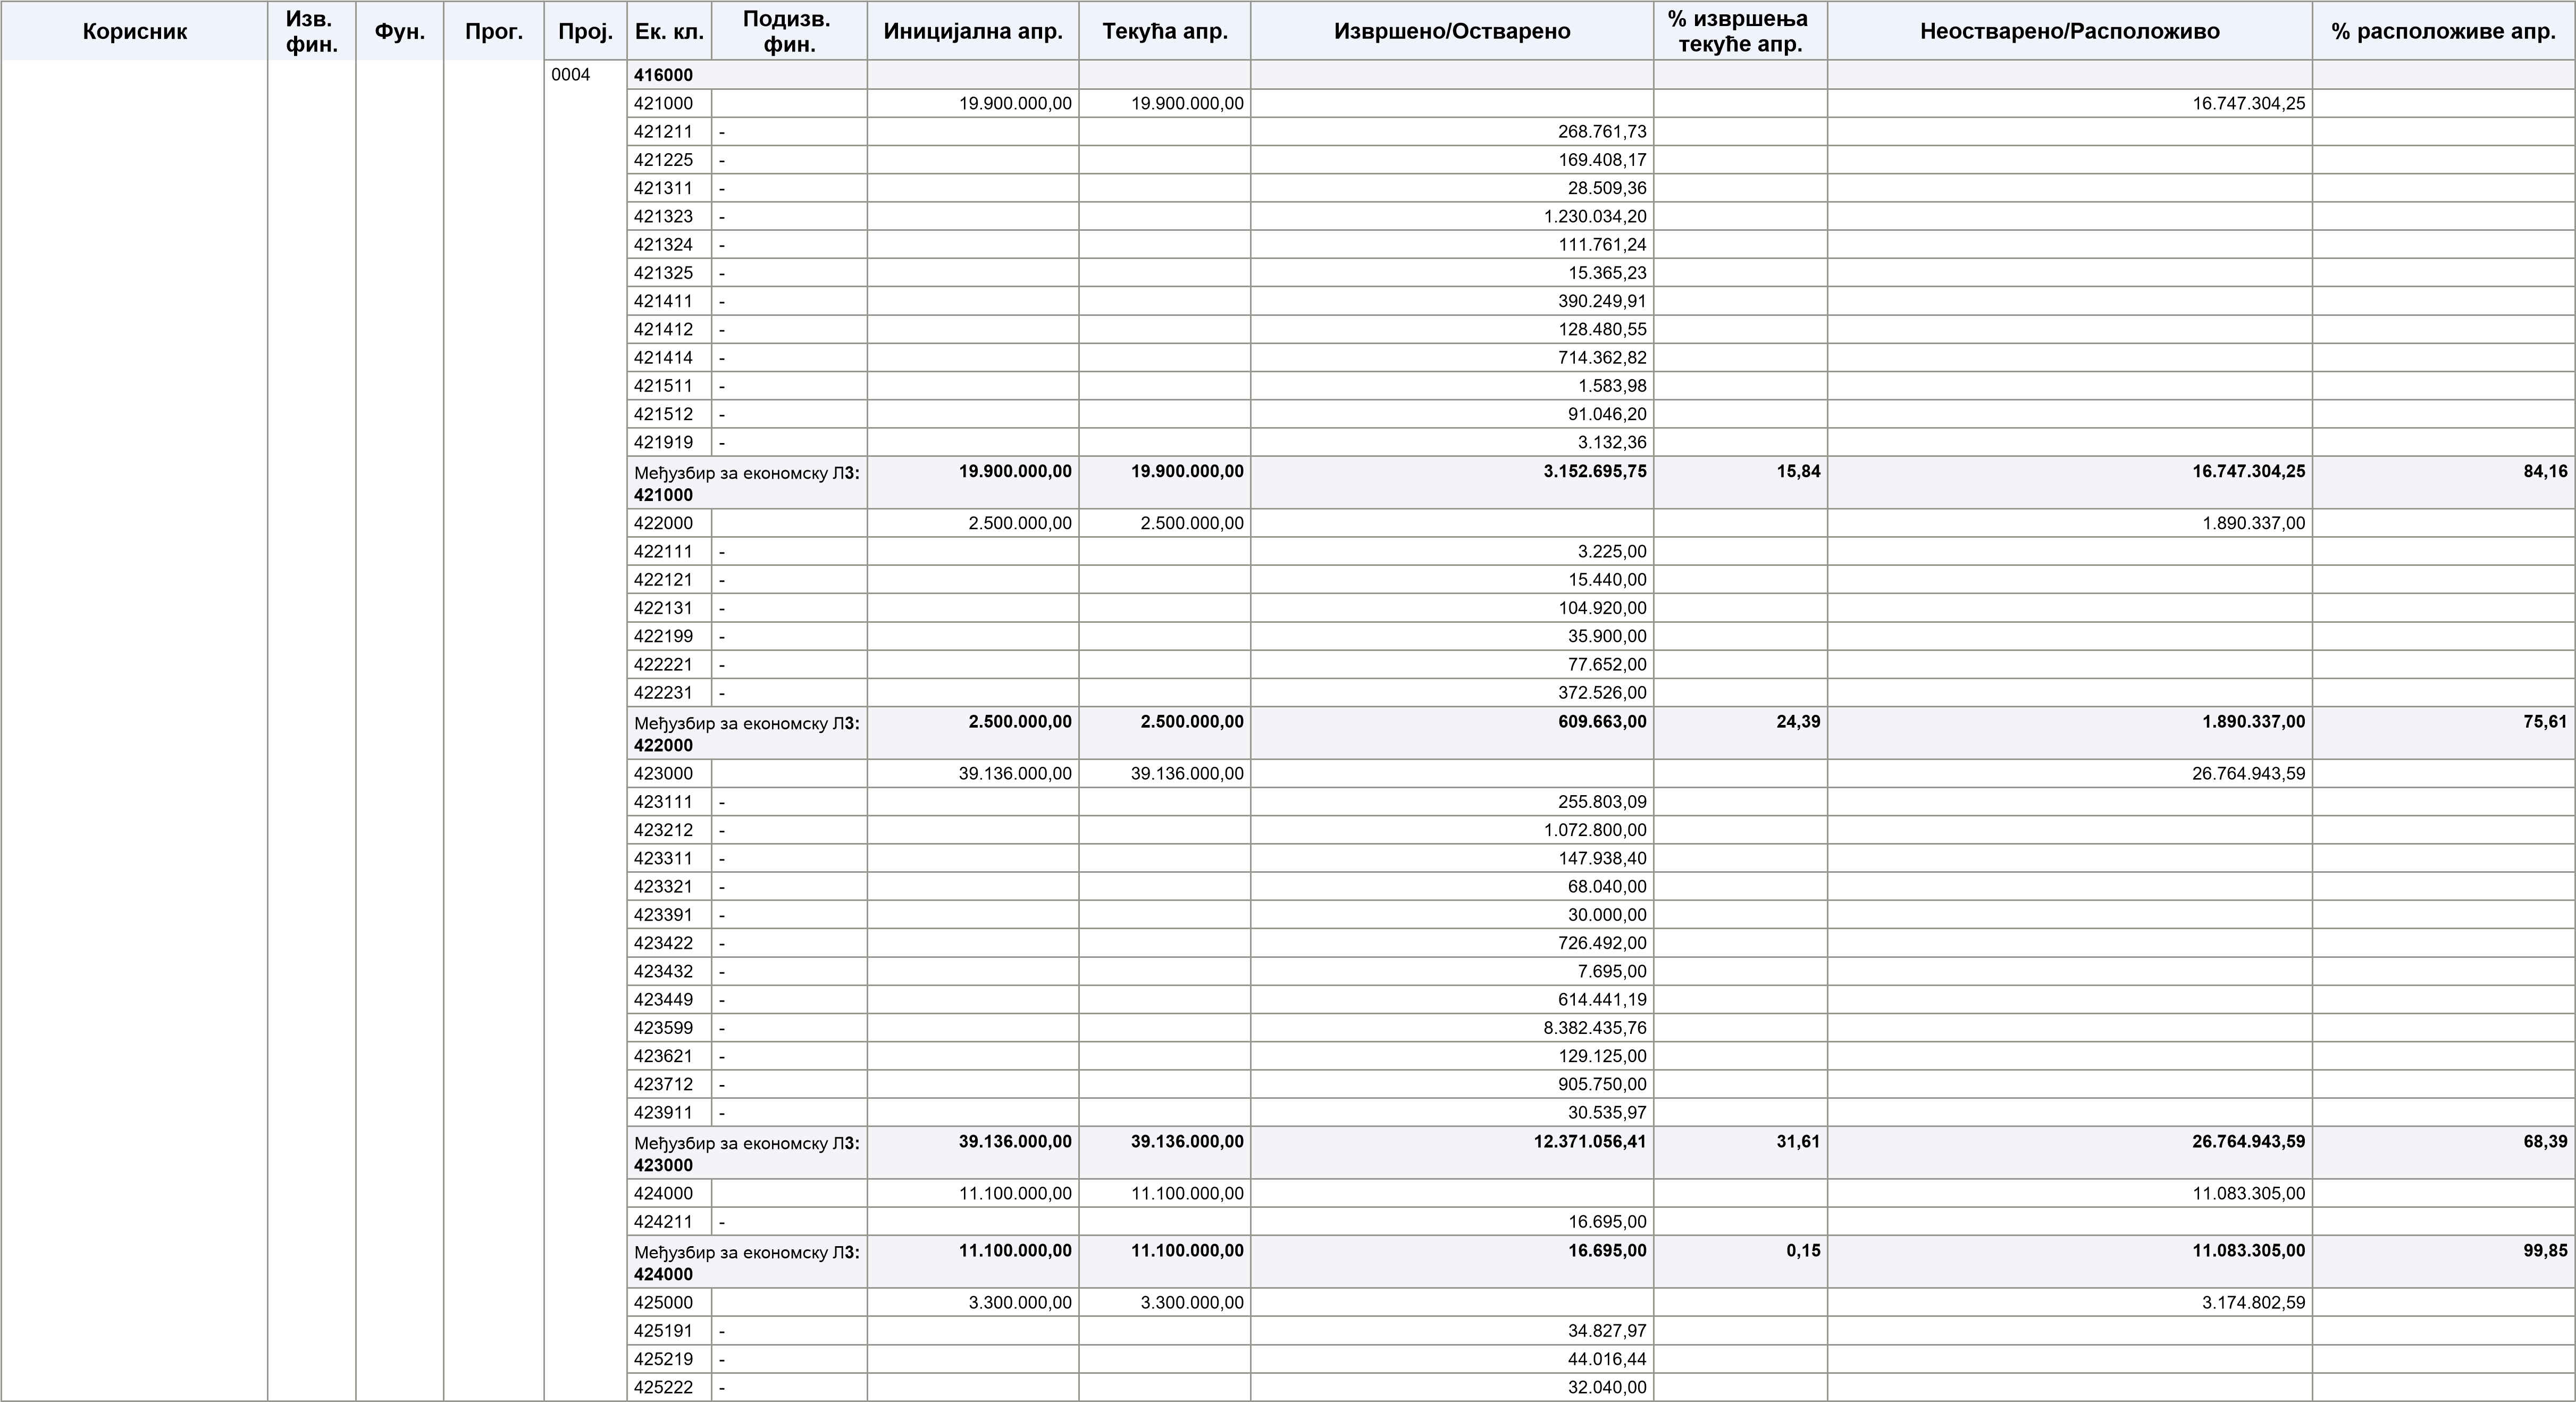 Корисник Изв. фин. Фун. Прог. Прој. Ек. кл. Подизв. фин. Иницијална апр. Текућа апр. Извршено/Остварено % извршења текуће апр. Неостварено/Расположиво % расположиве апр.
0004 416000
421000 19.900.000,00 19.900.000,00 16.747.304,25
421211 - 268.761,73
421225 - 169.408,17
421311 - 28.509,36
421323 - 1.230.034,20
421324 - 111.761,24
421325 - 15.365,23
421411 - 390.249,91
421412 - 128.480,55
421414 - 714.362,82
421511 - 1.583,98
421512 - 91.046,20
421919 - 3.132,36
Међузбир за економску Л3: 19.900.000,00 19.900.000,00 3.152.695,75 15,84 16.747.304,25 84,16
421000
422000 2.500.000,00 2.500.000,00 1.890.337,00
422111 - 3.225,00
422121 - 15.440,00
422131 - 104.920,00
422199 - 35.900,00
422221 - 77.652,00
422231 - 372.526,00
Међузбир за економску Л3: 2.500.000,00 2.500.000,00 609.663,00 24,39 1.890.337,00 75,61
422000
423000 39.136.000,00 39.136.000,00 26.764.943,59
423111 - 255.803,09
423212 - 1.072.800,00
423311 - 147.938,40
423321 - 68.040,00
423391 - 30.000,00
423422 - 726.492,00
423432 - 7.695,00
423449 - 614.441,19
423599 - 8.382.435,76
423621 - 129.125,00
423712 - 905.750,00
423911 - 30.535,97
Међузбир за економску Л3: 39.136.000,00 39.136.000,00 12.371.056,41 31,61 26.764.943,59 68,39
423000
424000 11.100.000,00 11.100.000,00 11.083.305,00
424211 - 16.695,00
Међузбир за економску Л3: 11.100.000,00 11.100.000,00 16.695,00 0,15 11.083.305,00 99,85
424000
425000 3.300.000,00 3.300.000,00 3.174.802,59
425191 - 34.827,97
425219 - 44.016,44
425222 - 32.040,00